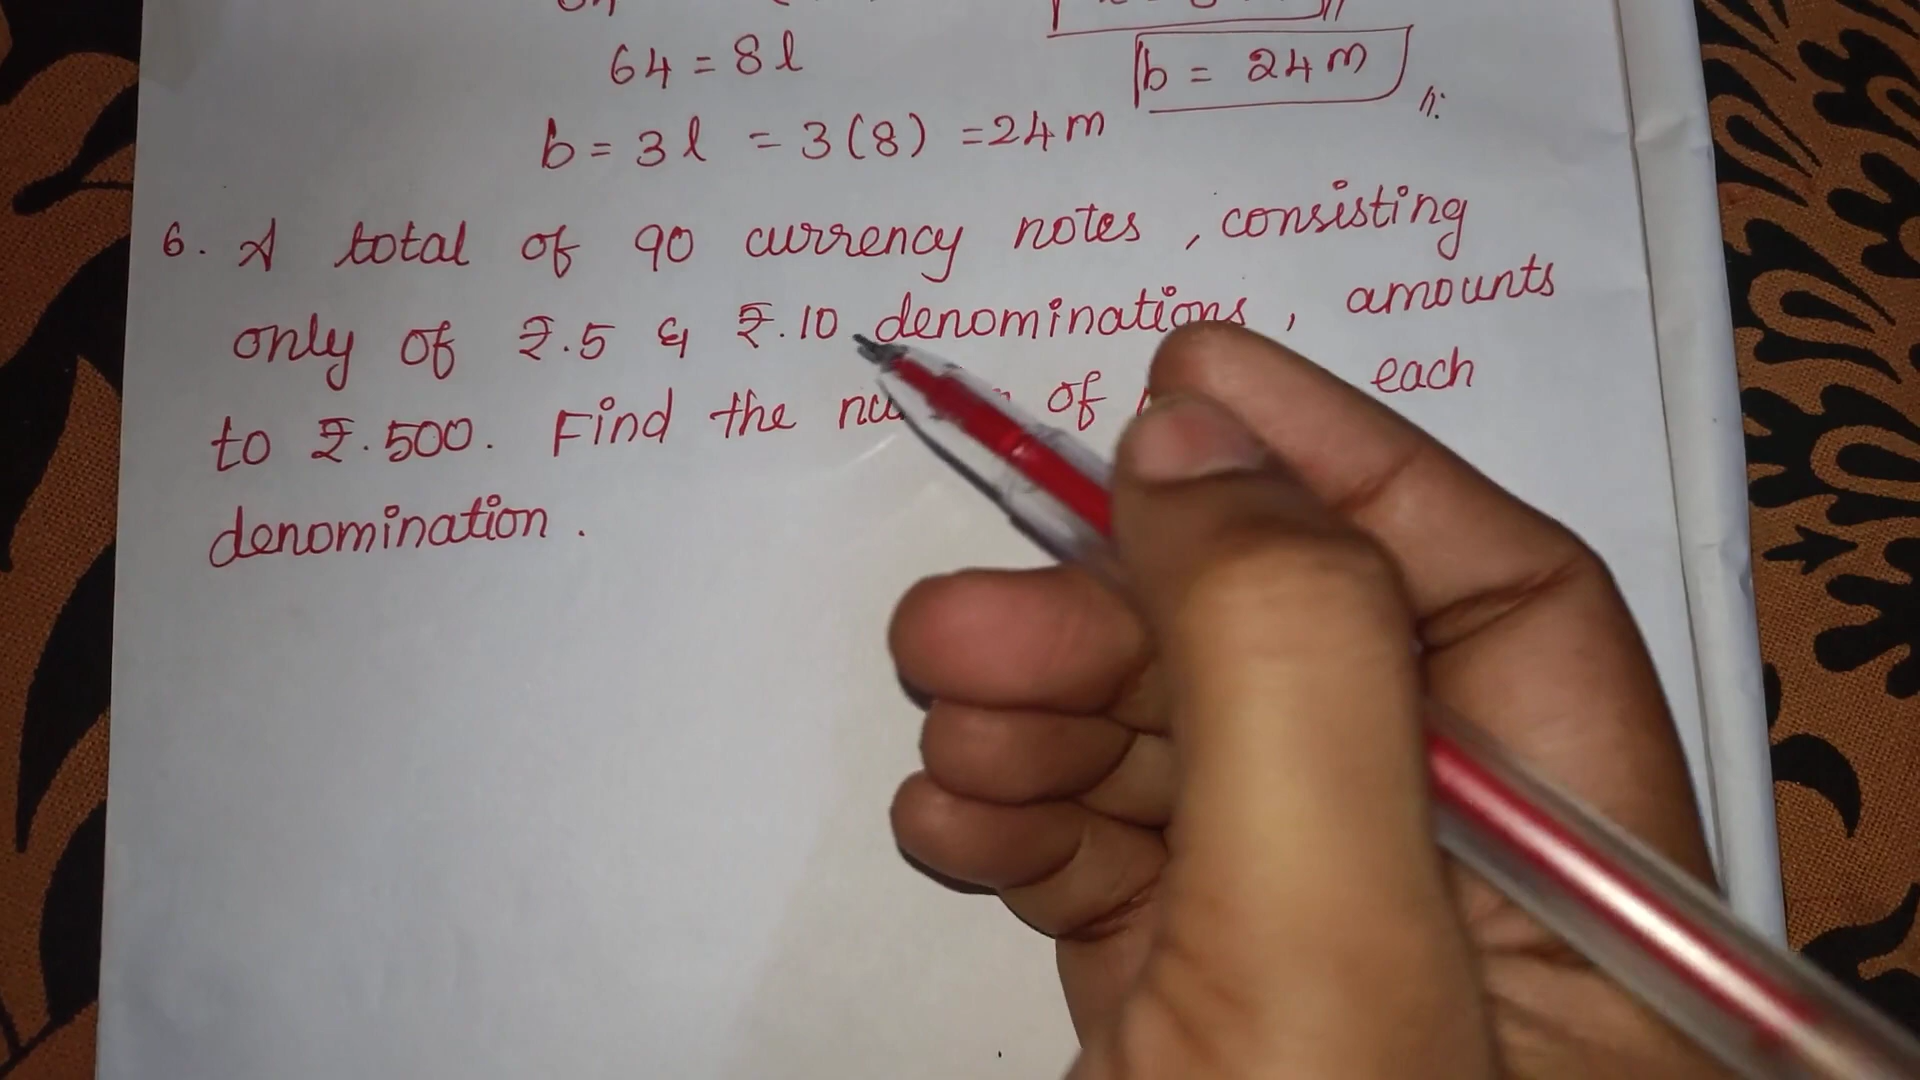 64 = 8l
b = 24m
b = 3l = 3(8) = 24m
6. A total of 90 currency notes, consisting
only of ₹.5 & ₹.10 denominations, amounts
to ₹.500. Find the of each
denomination.